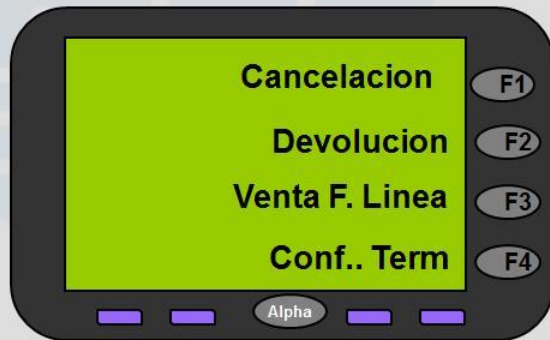 Cancelacion F1
Devolucion F2
Venta F. Linea F3
Conf.. Term F4
Alpha